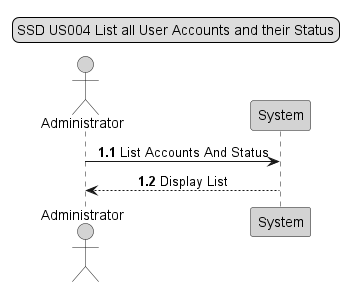 SSD US004 List all User Accounts and their Status
Administrator
System
1.1 List Accounts And Status
1.2 Display List
Administrator
System